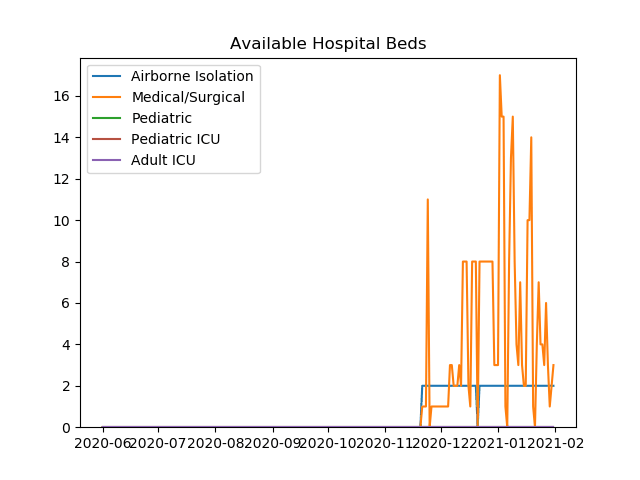 Available Hospital Beds
Airborne Isolation
Medical/Surgical
Pediatric
Pediatric ICU
Adult ICU
16
14
12
10
8
6
4
2
0
2020-06 2020-07 2020-08 2020-09 2020-10 2020-11 2020-12 2021-01 2021-02